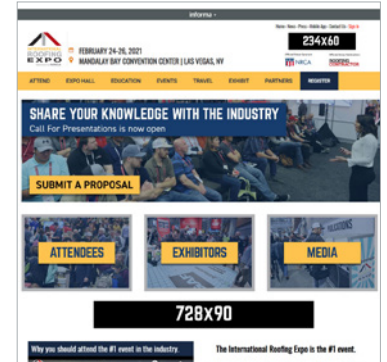 informa
Home - News - Press - Mobile App - Contact Us - Sign In
234x60
INTERNATIONAL
ROOFING
EXPO
FEBRUARY 24-26, 2021
MANDALAY BAY CONVENTION CENTER | LAS VEGAS, NV
NRCA
ROOFING
CONTRACTOR
ATTEND EXPO HALL EDUCATION EVENTS TRAVEL EXHIBIT PARTNERS REGISTER
SHARE YOUR KNOWLEDGE WITH THE INDUSTRY
Call For Presentations is now open
SUBMIT A PROPOSAL
ATTENDEES
EXHIBITORS
MEDIA
728x90
Why you should attend the #1 event in the industry.
The International Roofing Expo is the #1 event.